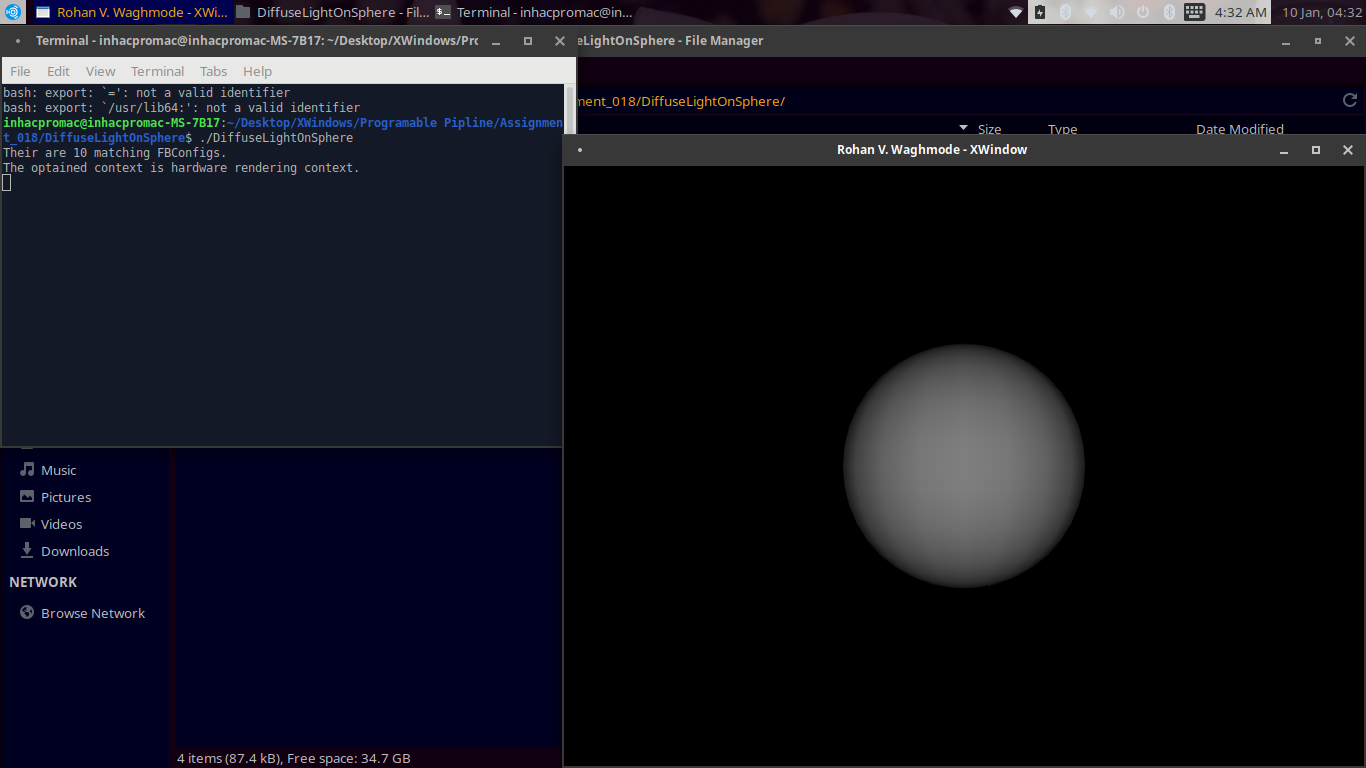 Rohan V. Waghmode - XWi...
DiffuseLightOnSphere - Fil...
Terminal - inhacpromac@in...
4:32 AM
10 Jan, 04:32
Terminal - inhacpromac@inhacpromac-MS-7B17: ~/Desktop/XWindows/Pro
eLightOnSphere - File Manager
File Edit View Terminal Tabs Help
bash: export: `=': not a valid identifier
bash: export: `/usr/lib64:': not a valid identifier
inhacpromac@inhacpromac-MS-7B17:~/Desktop/XWindows/Programable Pipline/Assignmen
t_018/DiffuseLightOnSphere$ ./DiffuseLightOnSphere
Their are 10 matching FBConfigs.
The optained context is hardware rendering context.
ment_018/DiffuseLightOnSphere/
Size Type Date Modified
Rohan V. Waghmode - XWindow
Music
Pictures
Videos
Downloads
NETWORK
Browse Network
4 items (87.4 kB), Free space: 34.7 GB